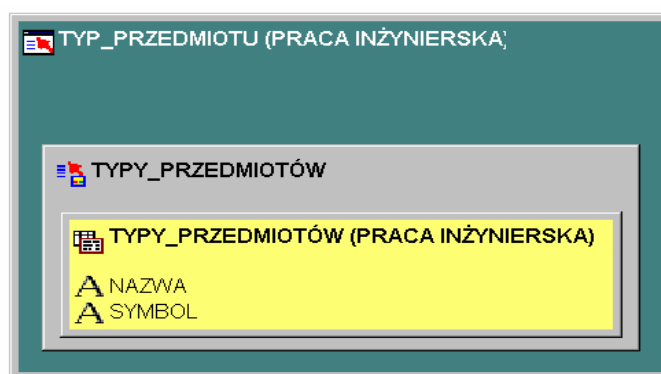 TYP_PRZEDMIOTU (PRACA INŻYNIERSKA)
TYPY_PRZEDMIOTÓW
TYPY_PRZEDMIOTÓW (PRACA INŻYNIERSKA)
A NAZWA
A SYMBOL